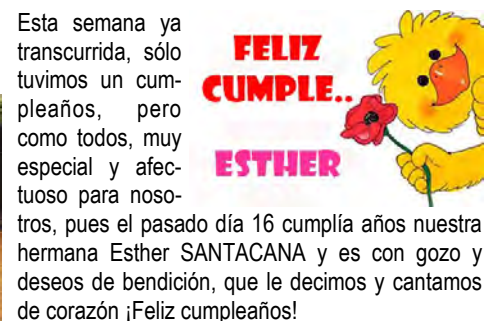 Esta semana ya
transcurrida, sólo
tuvimos un cum-
pleaños, pero
como todos, muy
especial y afec-
tuoso para noso-
tros, pues el pasado día 16 cumplía años nuestra
hermana Esther SANTACANA y es con gozo y
deseos de bendición, que le decimos y cantamos
de corazón ¡Feliz cumpleaños!
FELIZ
CUMPLE..
ESTHER